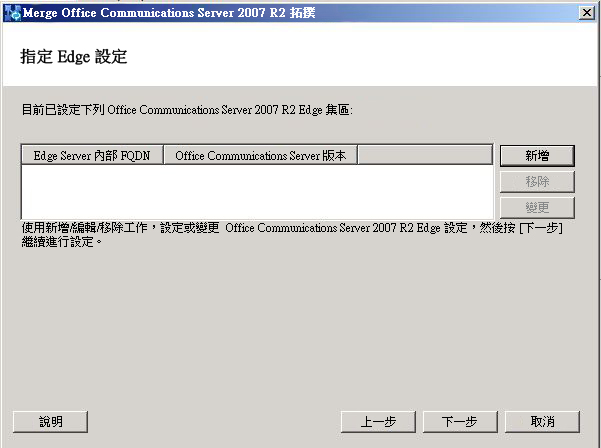 Merge Office Communications Server 2007 R2 拓撲
指定 Edge 設定
目前已設定下列 Office Communications Server 2007 R2 Edge 集區:
Edge Server 內部 FQDN Office Communications Server 版本
新增
移除
變更
使用新增/編輯/移除工作，設定或變更 Office Communications Server 2007 R2 Edge 設定，然後按 [下一步]
繼續進行設定。
說明 上一步 下一步 取消